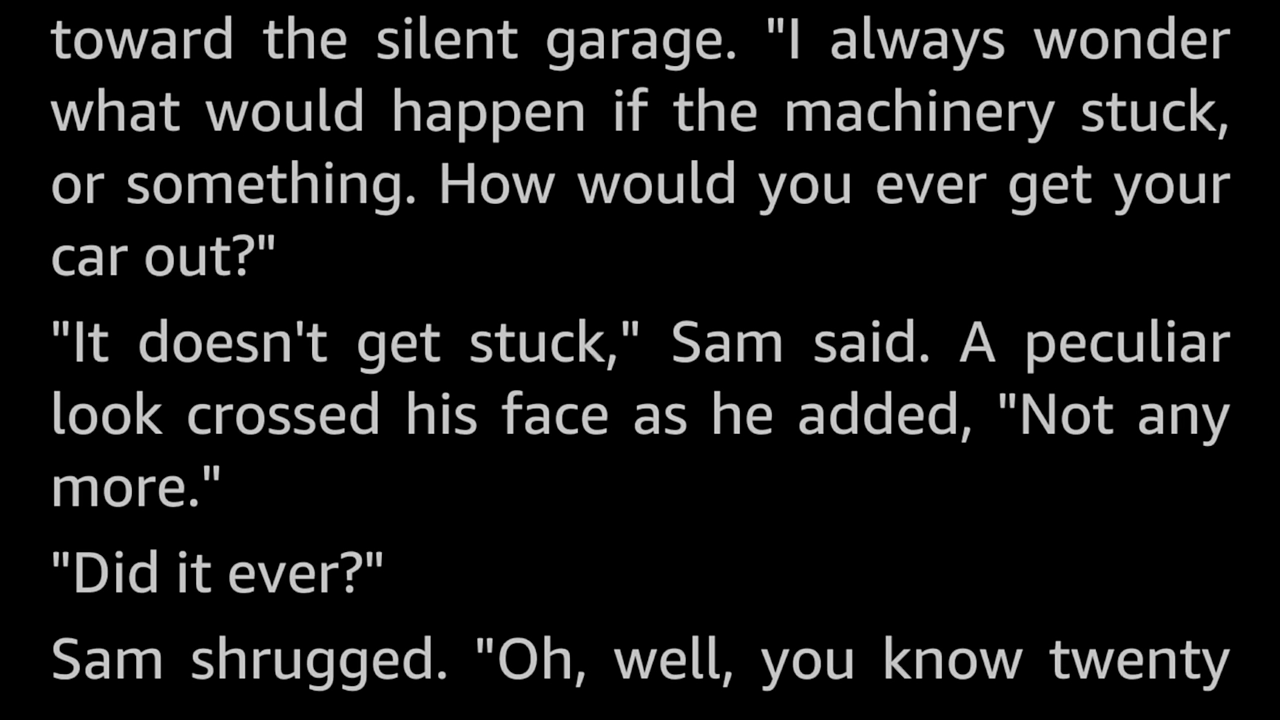 toward the silent garage. "I always wonder
what would happen if the machinery stuck,
or something. How would you ever get your
car out?"
"It doesn't get stuck," Sam said. A peculiar
look crossed his face as he added, "Not any
more."
"Did it ever?"
Sam shrugged. "Oh, well, you know twenty